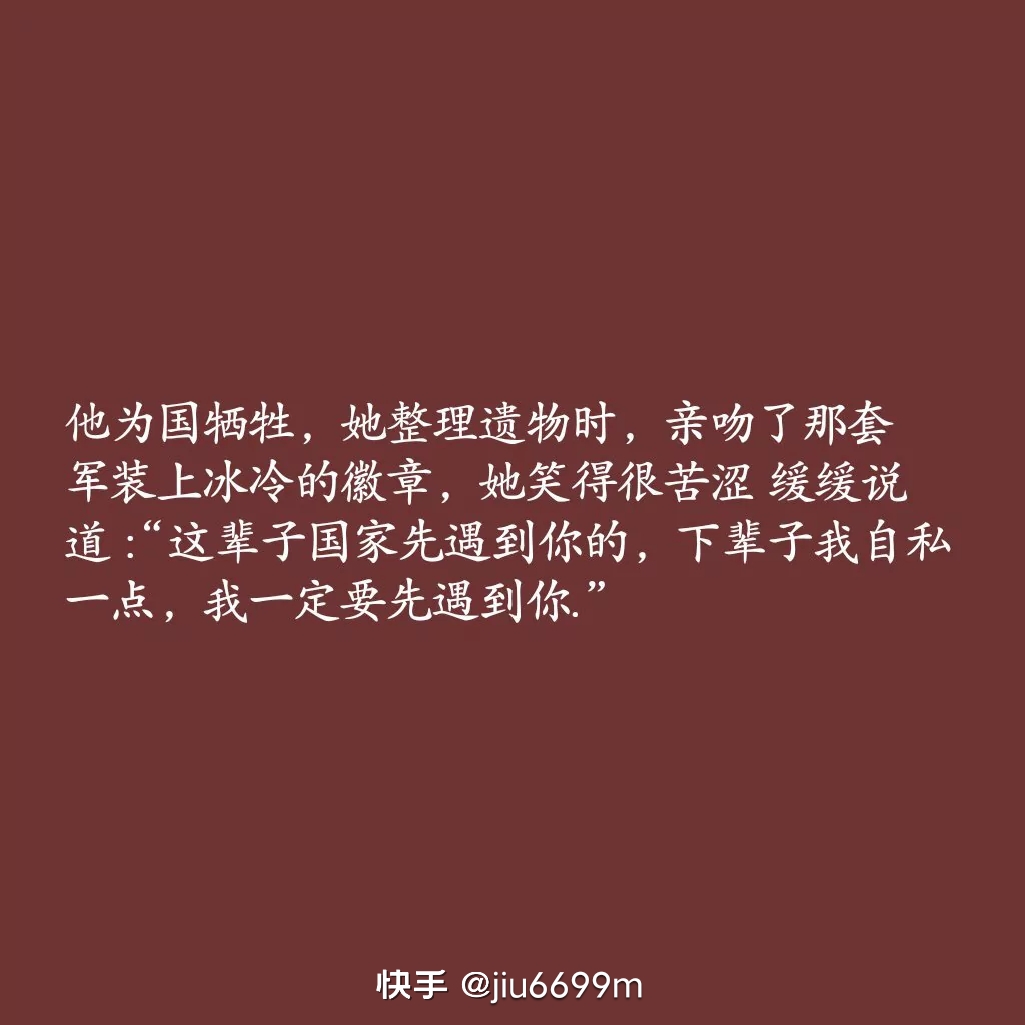 他为国牺牲，她整理遗物时，亲吻了那套
军装上冰冷的徽章，她笑得很苦涩 缓缓说
道:“这辈子国家先遇到你的，下辈子我自私
一点，我一定要先遇到你.”
快手 @jiu6699m